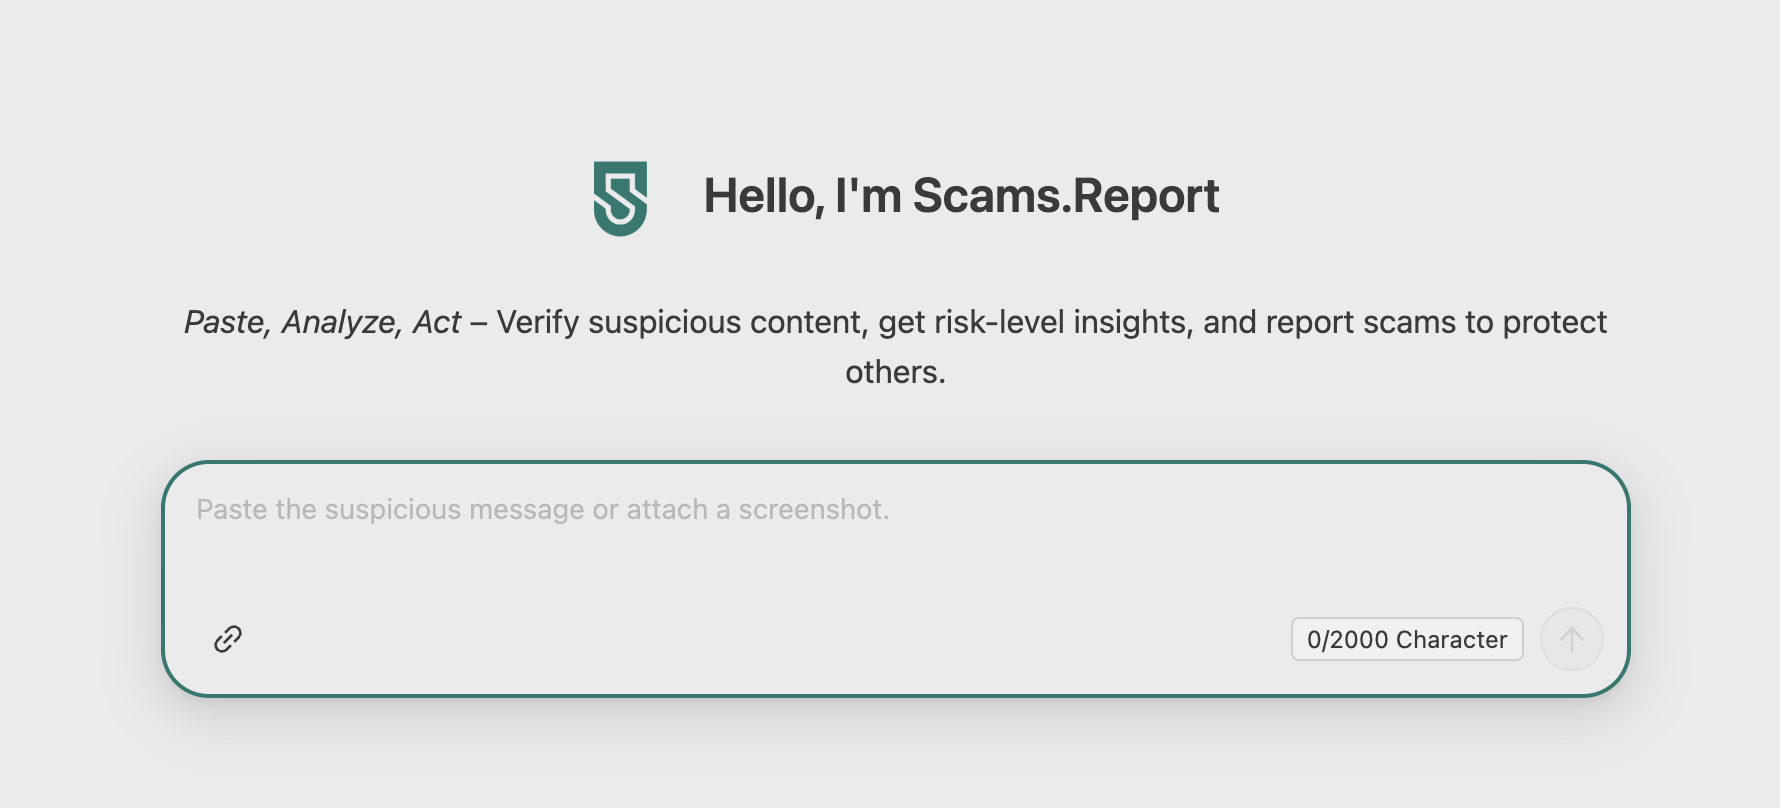 Hello, I'm Scams.Report
Paste, Analyze, Act – Verify suspicious content, get risk-level insights, and report scams to protect
others.
Paste the suspicious message or attach a screenshot.
0/2000 Character